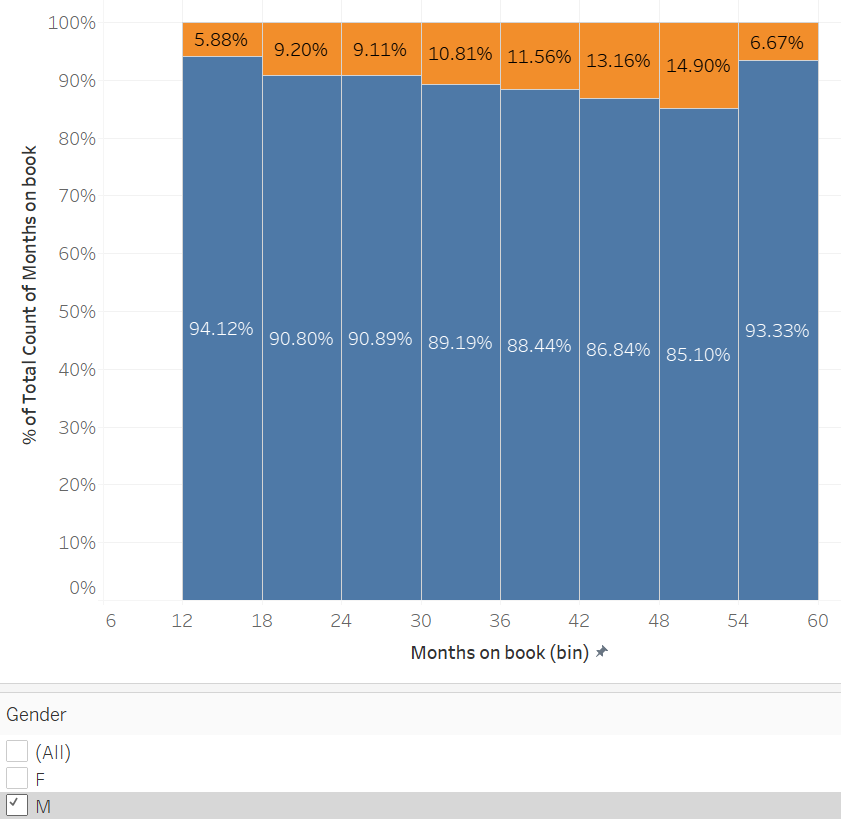 100%
90%
80%
70%
60%
50%
40%
30%
20%
10%
0%
% of Total Count of Months on book
5.88% 9.20% 9.11% 10.81% 11.56% 13.16% 14.90% 6.67%
94.12% 90.80% 90.89% 89.19% 88.44% 86.84% 85.10% 93.33%
6 12 18 24 30 36 42 48 54 60
Months on book (bin)
Gender
(All)
F
M